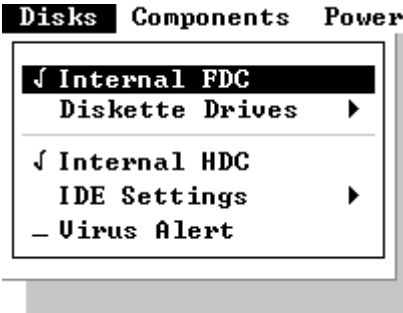 Disks Components Power
√ Internal FDC
Diskette Drives ►
√ Internal HDC
IDE Settings ►
_ Virus Alert